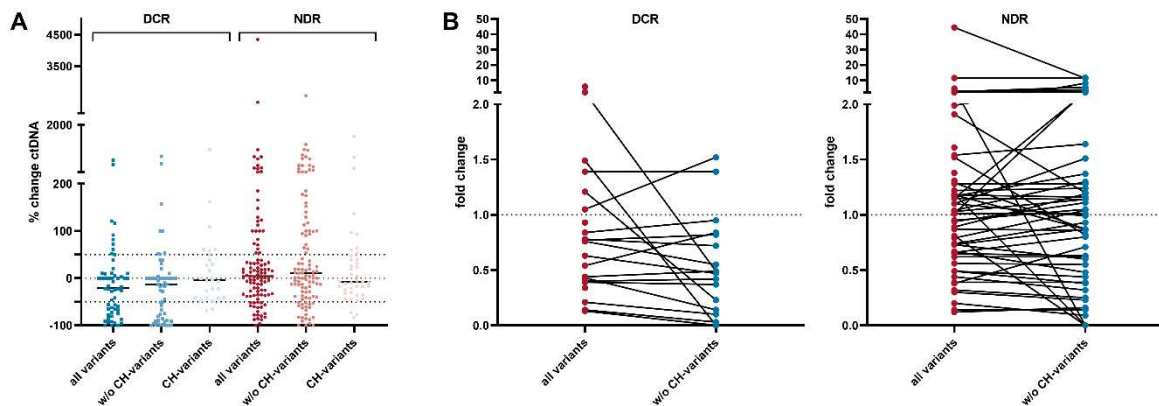 A
DCR
NDR
4500
3500
2000
200
100
50
0
-50
-100
% change ctDNA
all variants
w/o CH-variants
CH-variants
all variants
w/o CH-variants
CH-variants
B
DCR
50
40
30
20
10
2.0
1.5
1.0
0.5
0.0
fold change
all variants
w/o CH-variants
NDR
50
40
30
20
10
2.0
1.5
1.0
0.5
0.0
fold change
all variants
w/o CH-variants